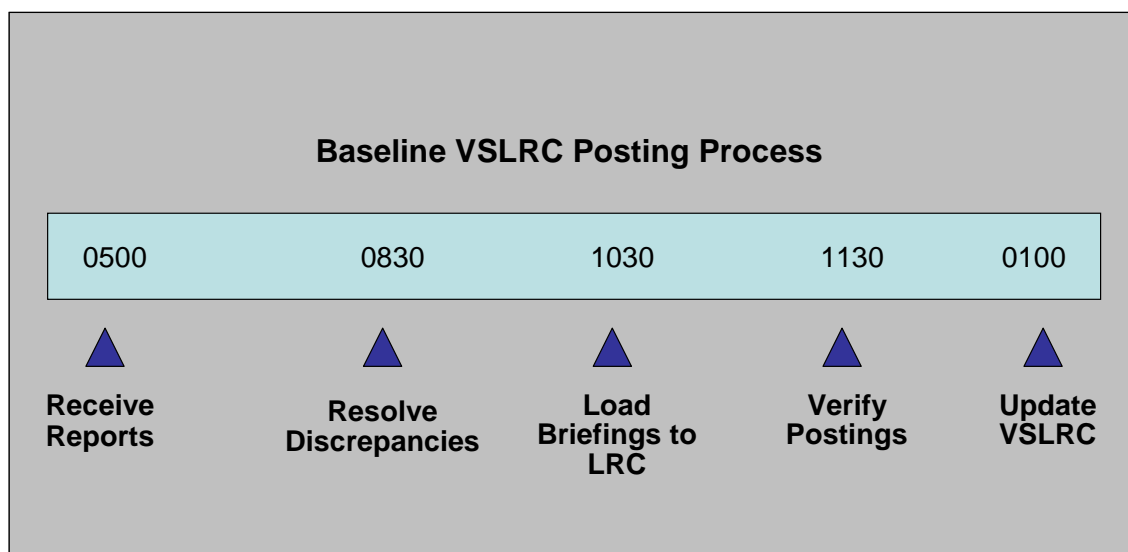 Baseline VSLRC Posting Process
0500 0830 1030 1130 0100
Receive
Reports
Resolve
Discrepancies
Load
Briefings to
LRC
Verify
Postings
Update
VSLRC